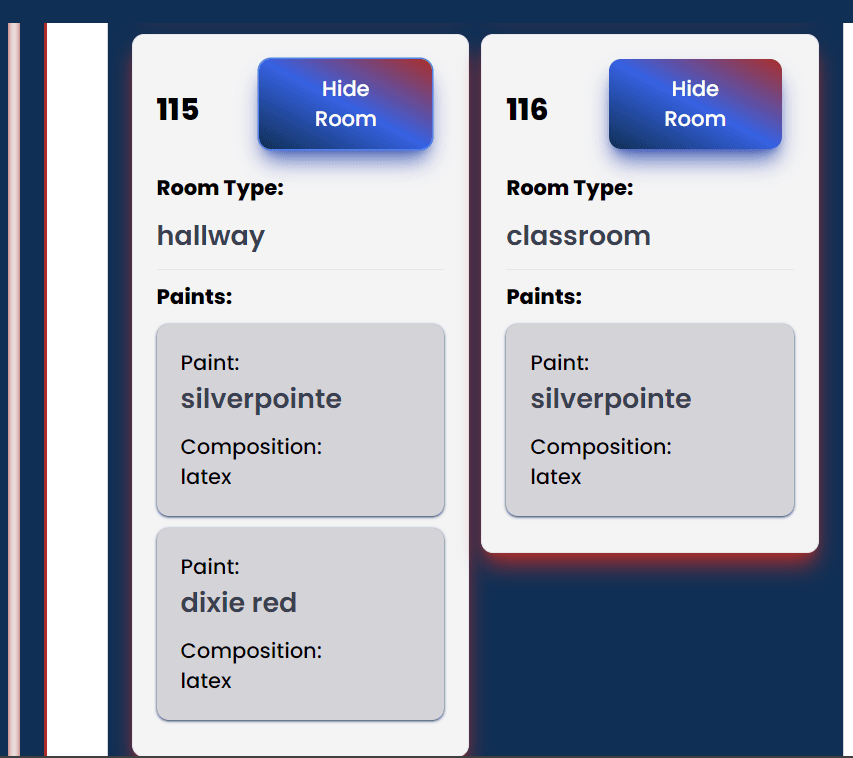 115
Hide
Room
Room Type:
hallway
Paints:
Paint:
silverpointe
Composition:
latex
Paint:
dixie red
Composition:
latex
116
Hide
Room
Room Type:
classroom
Paints:
Paint:
silverpointe
Composition:
latex